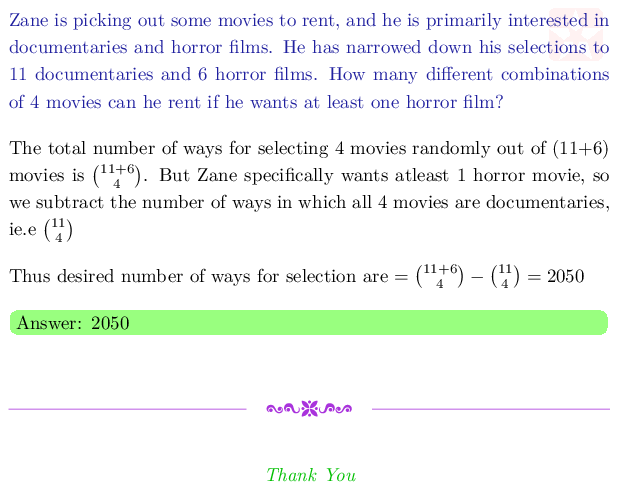 Zane is picking out some movies to rent, and he is primarily interested in
documentaries and horror films. He has narrowed down his selections to
11 documentaries and 6 horror films. How many different combinations
of 4 movies can he rent if he wants at least one horror film?
The total number of ways for selecting 4 movies randomly out of (11+6)
movies is $\binom{11+6}{4}$. But Zane specifically wants atleast 1 horror movie, so
we subtract the number of ways in which all 4 movies are documentaries,
ie.e $\binom{11}{4}$
Thus desired number of ways for selection are = $\binom{11+6}{4} - \binom{11}{4}$ = 2050
Answer: 2050
Thank You